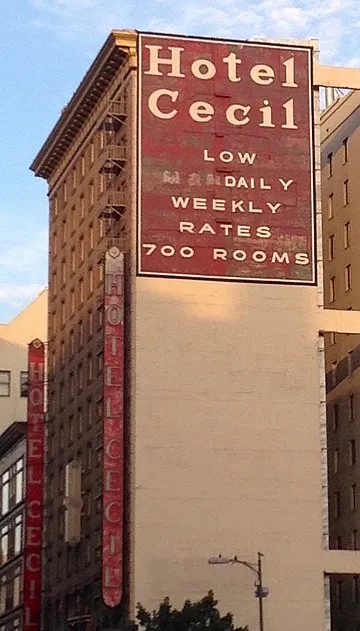 Hotel
Cecil
LOW
DAILY
WEEKLY
RATES
700 ROOMS
HOTEL CECIL
HOTEL CECIL